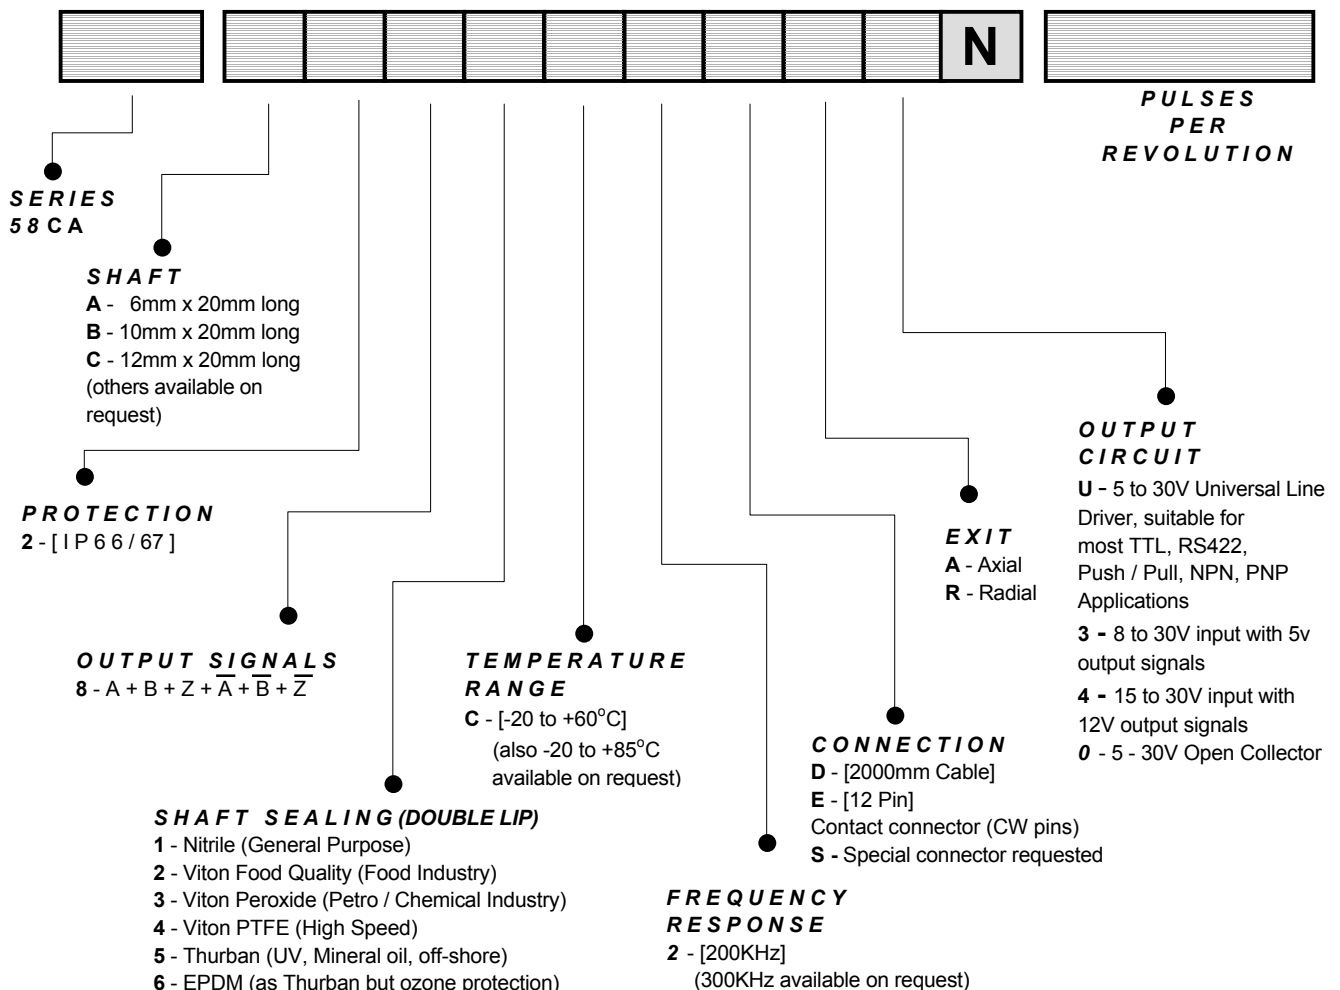 N
PULSES
PER
REVOLUTION
SERIES
58CA
SHAFT
A - 6mm x 20mm long
B - 10mm x 20mm long
C - 12mm x 20mm long
(others available on
request)
PROTECTION
2 - [ I P 6 6 / 67 ]
OUTPUT SIGNALS
8 - A + B + Z + A̅ + B̅ + Z̅
SHAFT SEALING (DOUBLE LIP)
1 - Nitrile (General Purpose)
2 - Viton Food Quality (Food Industry)
3 - Viton Peroxide (Petro / Chemical Industry)
4 - Viton PTFE (High Speed)
5 - Thurban (UV, Mineral oil, off-shore)
6 - EPDM (as Thurban but ozone protection)
TEMPERATURE
RANGE
C - [-20 to +60°C]
(also -20 to +85°C
available on request)
FREQUENCY
RESPONSE
2 - [200KHz]
(300KHz available on request)
CONNECTION
D - [2000mm Cable]
E - [12 Pin]
Contact connector (CW pins)
S - Special connector requested
EXIT
A - Axial
R - Radial
OUTPUT
CIRCUIT
U - 5 to 30V Universal Line
Driver, suitable for
most TTL, RS422,
Push / Pull, NPN, PNP
Applications
3 - 8 to 30V input with 5v
output signals
4 - 15 to 30V input with
12V output signals
0 - 5 - 30V Open Collector